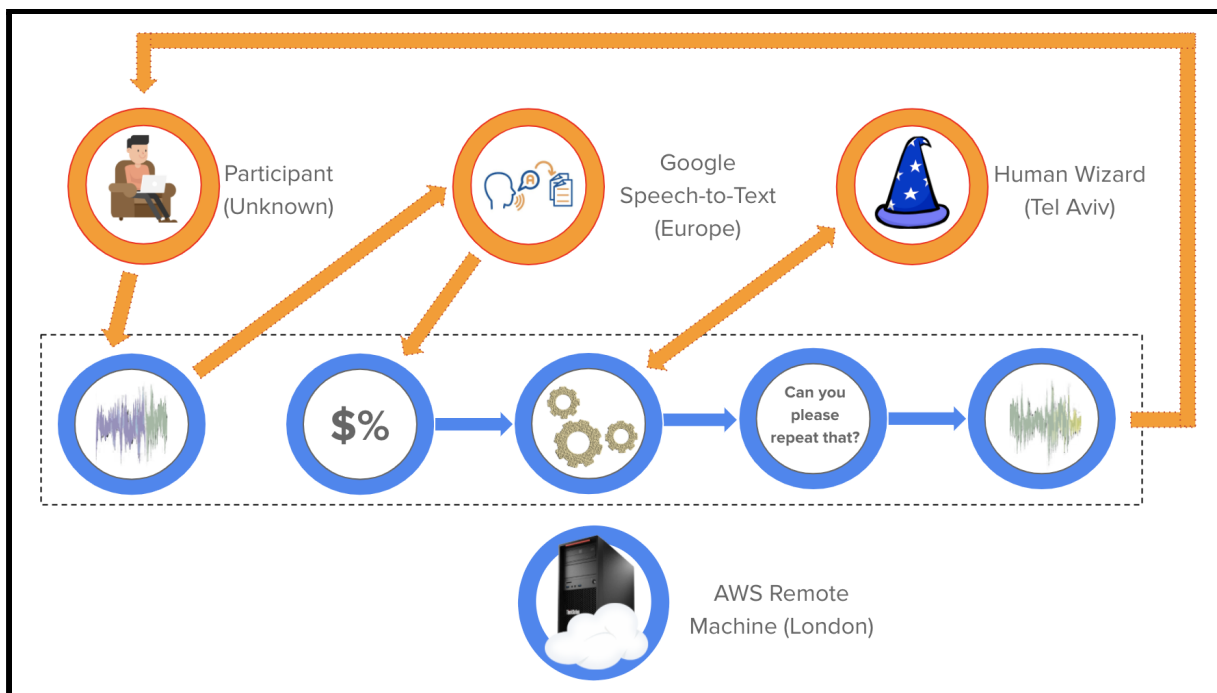 Participant
(Unknown)
Google
Speech-to-Text
(Europe)
Human Wizard
(Tel Aviv)
A
$%
Can you
please
repeat that?
AWS Remote
Machine (London)